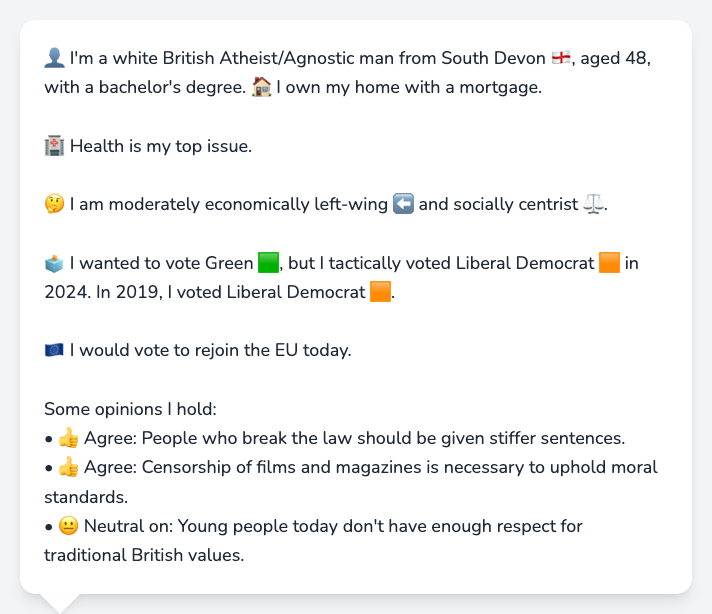 👤 I'm a white British Atheist/Agnostic man from South Devon 🏴󠁧󠁢󠁥󠁮󠁧󠁿, aged 48,
with a bachelor's degree. 🏠 I own my home with a mortgage.
🏥 Health is my top issue.
🤔 I am moderately economically left-wing ⬅️ and socially centrist ⚖️.
🗳️ I wanted to vote Green 🟩, but I tactically voted Liberal Democrat 🟧 in
2024. In 2019, I voted Liberal Democrat 🟧.
🇪🇺 I would vote to rejoin the EU today.
Some opinions I hold:
• 👍 Agree: People who break the law should be given stiffer sentences.
• 👍 Agree: Censorship of films and magazines is necessary to uphold moral
standards.
• 😐 Neutral on: Young people today don't have enough respect for
traditional British values.